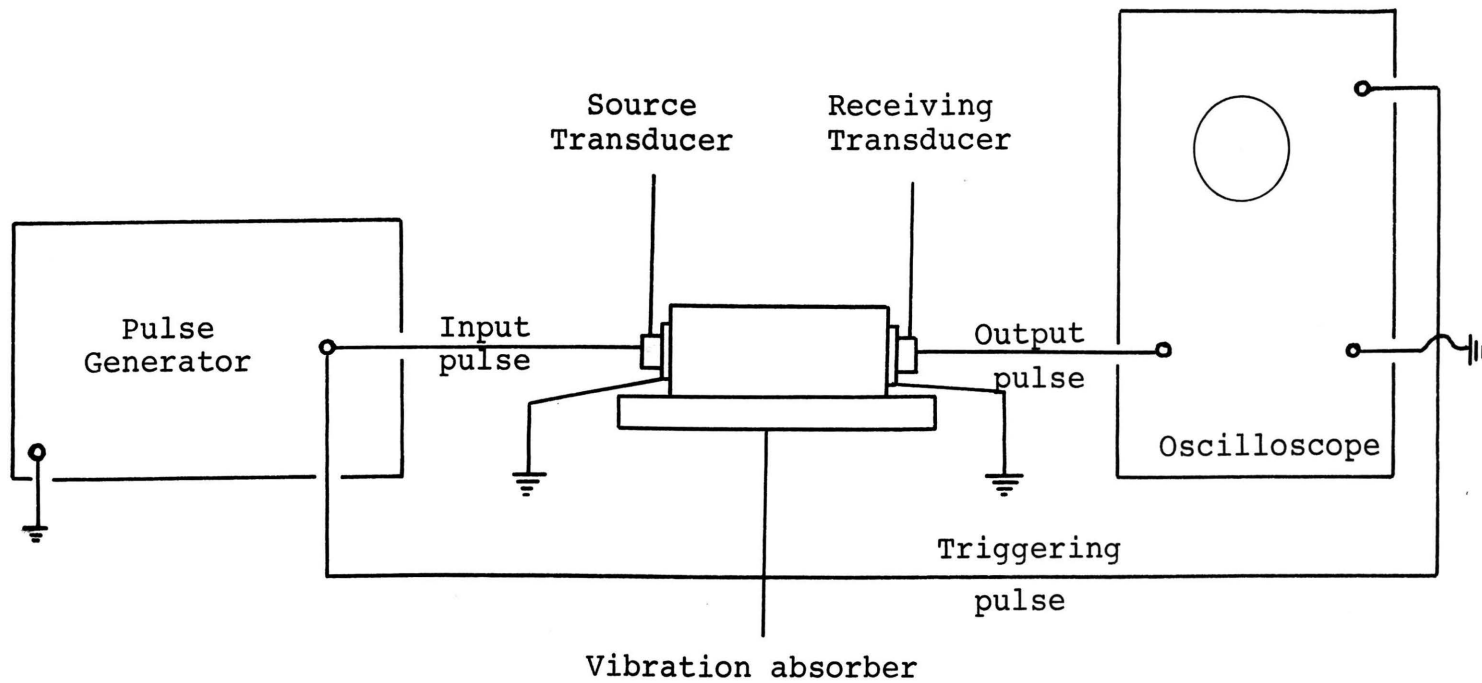 Source
Transducer
Receiving
Transducer
Pulse
Generator
Input
pulse
Output
pulse
Oscilloscope
Triggering
pulse
Vibration absorber